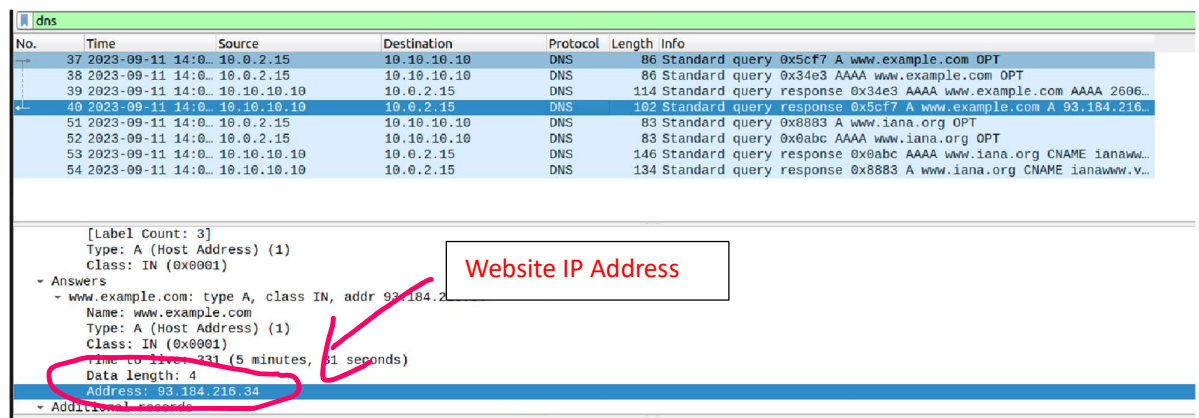 dns
No. Time Source Destination Protocol Length Info
37 2023-09-11 14:0… 10.0.2.15 10.10.10.10 DNS 86 Standard query 0x5cf7 A www.example.com OPT
38 2023-09-11 14:0… 10.0.2.15 10.10.10.10 DNS 86 Standard query 0x34e3 AAAA www.example.com OPT
39 2023-09-11 14:0… 10.10.10.10 10.0.2.15 DNS 114 Standard query response 0x34e3 AAAA www.example.com AAAA 2606…
40 2023-09-11 14:0… 10.10.10.10 10.0.2.15 DNS 102 Standard query response 0x5cf7 A www.example.com A 93.184.216…
51 2023-09-11 14:0… 10.0.2.15 10.10.10.10 DNS 83 Standard query 0x8883 A www.iana.org OPT
52 2023-09-11 14:0… 10.0.2.15 10.10.10.10 DNS 83 Standard query 0x0abc AAAA www.iana.org OPT
53 2023-09-11 14:0… 10.10.10.10 10.0.2.15 DNS 146 Standard query response 0x0abc AAAA www.iana.org CNAME ianaww…
54 2023-09-11 14:0… 10.10.10.10 10.0.2.15 DNS 134 Standard query response 0x8883 A www.iana.org CNAME ianawww.v…
[Label Count: 3]
Type: A (Host Address) (1)
Class: IN (0x0001)
Website IP Address
Answers
www.example.com: type A, class IN, addr
Name: www.example.com
Type: A (Host Address) (1)
Class: IN (0x0001)
Time to live: 331 (5 minutes, 31 seconds)
Data length: 4
Address: 93.184.216.34
Additional records